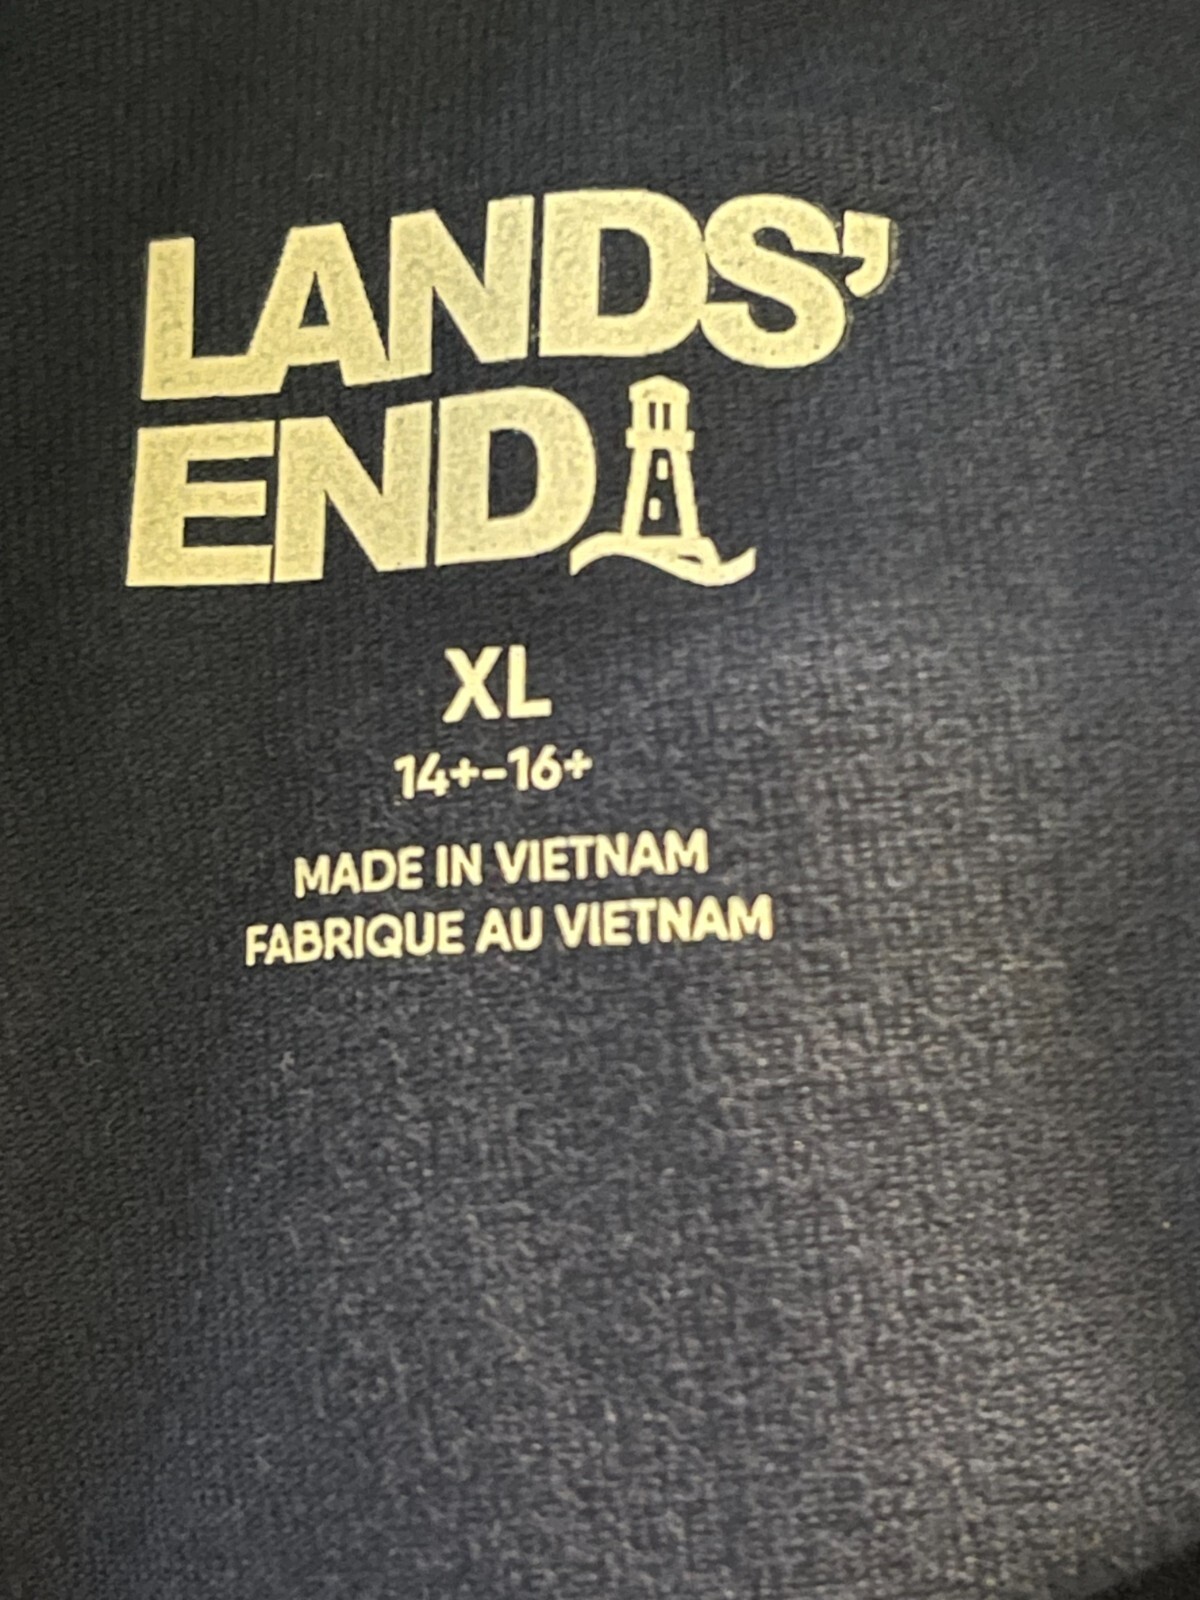 LANDS'
END
XL
14+-16+
MADE IN VIETNAM
FABRIQUE AU VIETNAM